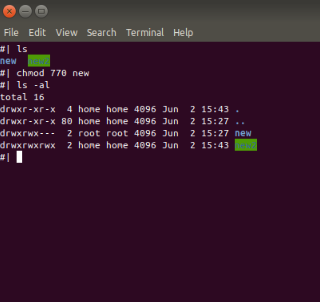 File Edit View Search Terminal Help
#| ls
new new2
#| chmod 770 new
#| ls -al
total 16
drwxr-xr-x 4 home home 4096 Jun 2 15:43 .
drwxr-xr-x 80 home home 4096 Jun 2 15:27 ..
drwxrwx--- 2 root root 4096 Jun 2 15:27 new
drwxrwxrwx 2 home home 4096 Jun 2 15:43 new2
#|